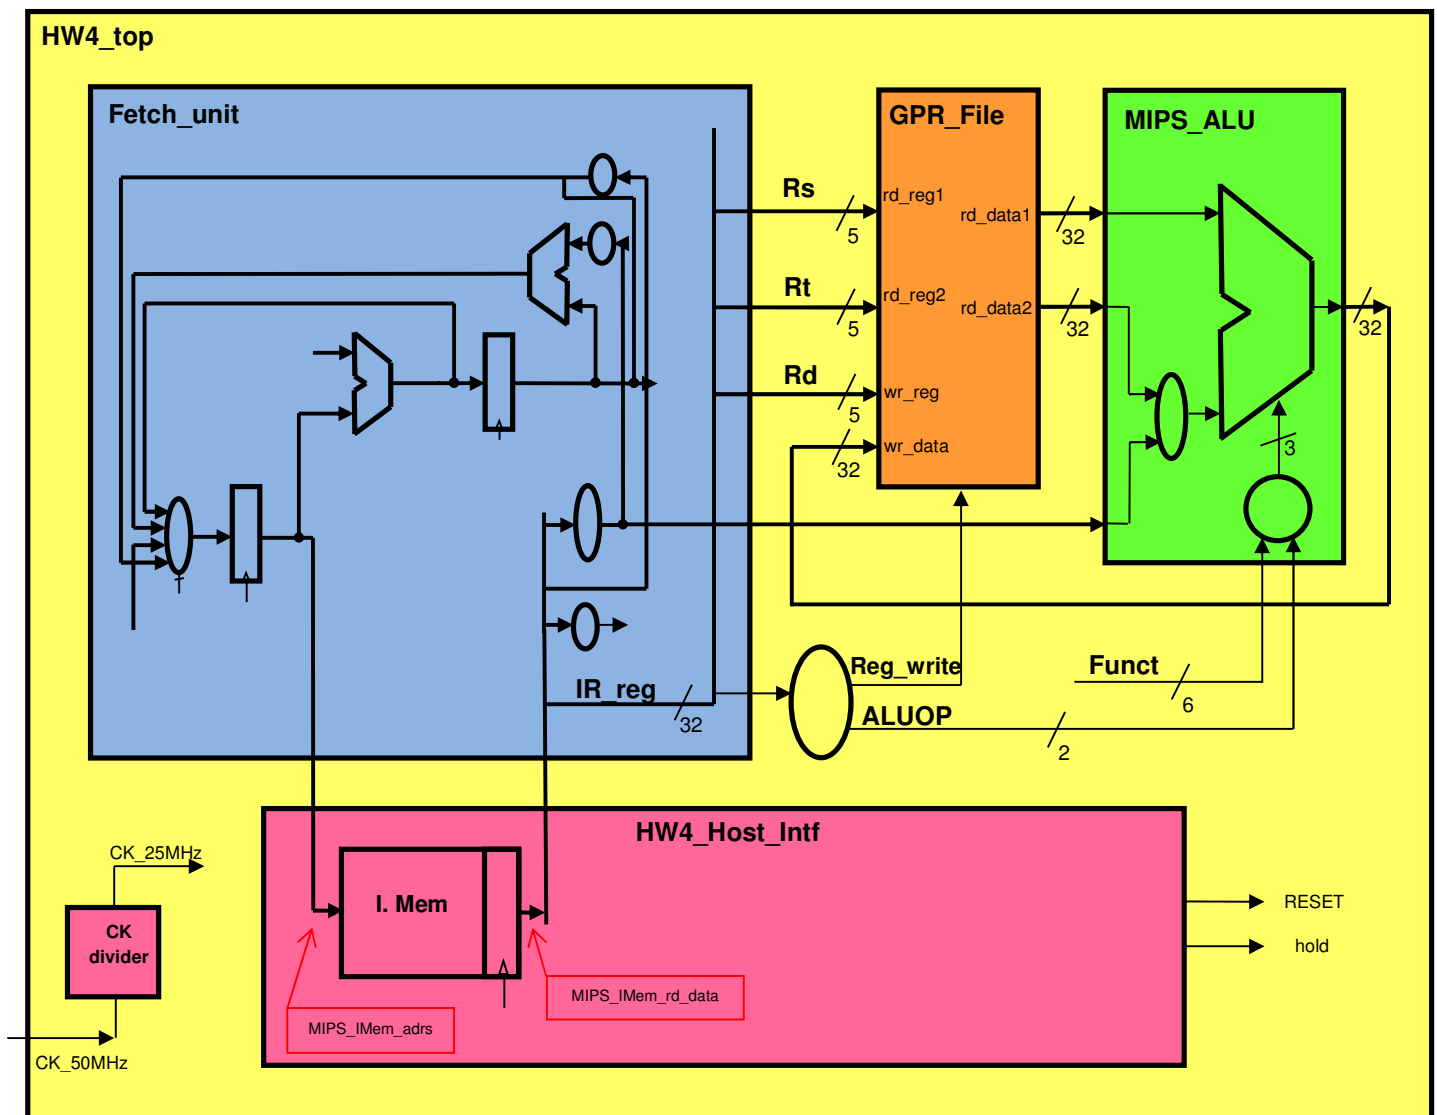 HW4_top
Fetch_unit
GPR_File
MIPS_ALU
Rs
5
rd_reg1
rd_data1
32
Rt
5
rd_reg2
rd_data2
32
32
Rd
5
wr_reg
32
wr_data
3
IR_reg
32
Reg_write
ALUOP
2
Funct
6
HW4_Host_Intf
I. Mem
MIPS_IMem_adrs
MIPS_IMem_rd_data
RESET
hold
CK_25MHz
CK
divider
CK_50MHz